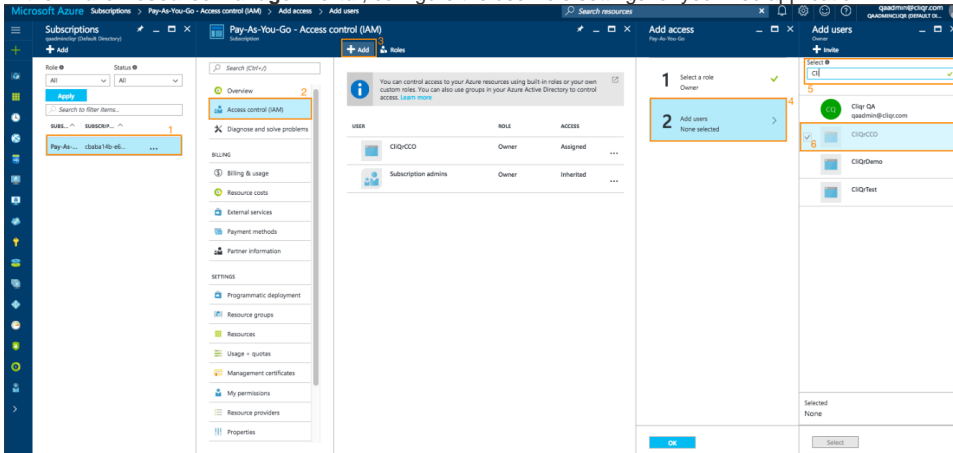 Microsoft Azure Subscriptions > Pay-As-You-Go - Access control (IAM) > Add access > Add users
Search resources
qaadmin@cliqr.com
QAADMINCLIQR (DEFAULT DI...
Subscriptions
qaadmincliqr (Default Directory)
+ Add
Role
Status
All
All
Apply
Search to filter items...
SUBS... SUBSCRIP...
1
Pay-As-... cbaba14b-e6... ...
Pay-As-You-Go - Access control (IAM)
Subscription
Search (Ctrl+/)
Overview
2
Access control (IAM)
Diagnose and solve problems
BILLING
Billing & usage
Resource costs
External services
Payment methods
Partner information
SETTINGS
Programmatic deployment
Resource groups
Resources
Usage + quotas
Management certificates
My permissions
Resource providers
Properties
3
+ Add
Roles
You can control access to your Azure resources using built-in roles or your own
custom roles. You can also use groups in your Azure Active Directory to control
access. Learn more
USER ROLE ACCESS
CliQrCCO Owner Assigned ...
Subscription admins Owner Inherited ...
Add access
Pay-As-You-Go
1 Select a role
Owner
4
2 Add users
None selected
OK
Add users
Owner
+ Invite
Select
Cli
5
CQ
Cliqr QA
qaadmin@cliqr.com
CliQrCCO
6
CliQrDemo
CliQrTest
Selected
None
Select